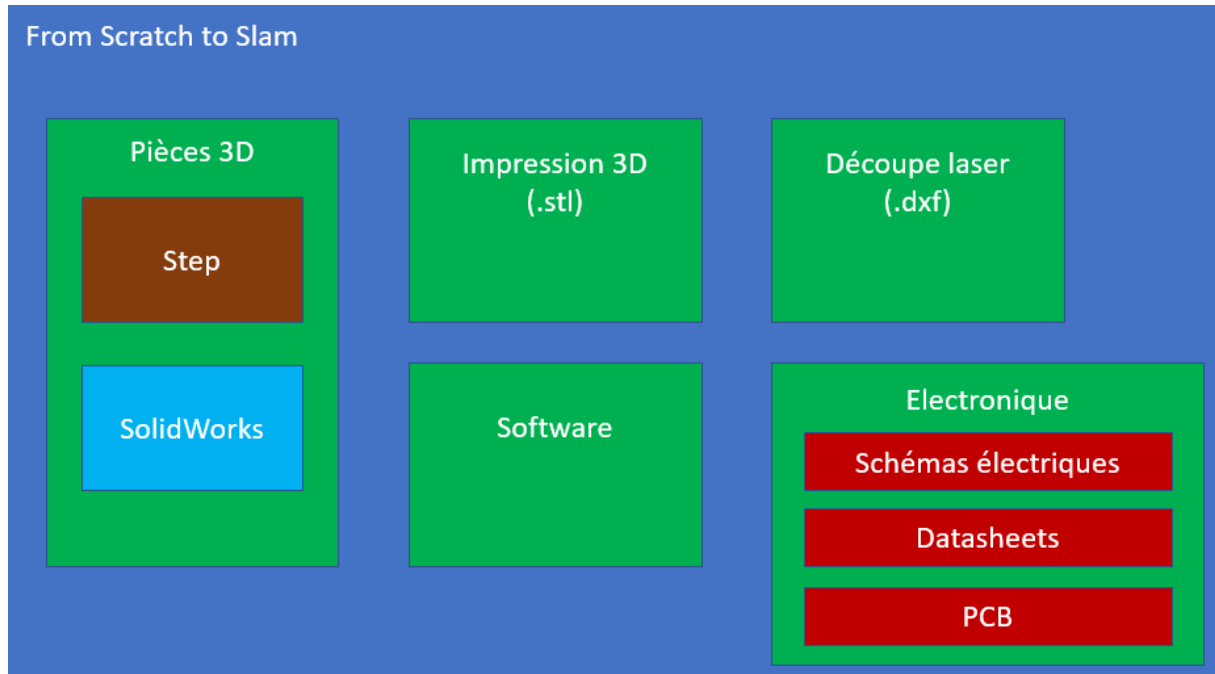 From Scratch to Slam
Pièces 3D
Step
SolidWorks
Impression 3D
(.stl)
Découpe laser
(.dxf)
Software
Electronique
Schémas électriques
Datasheets
PCB